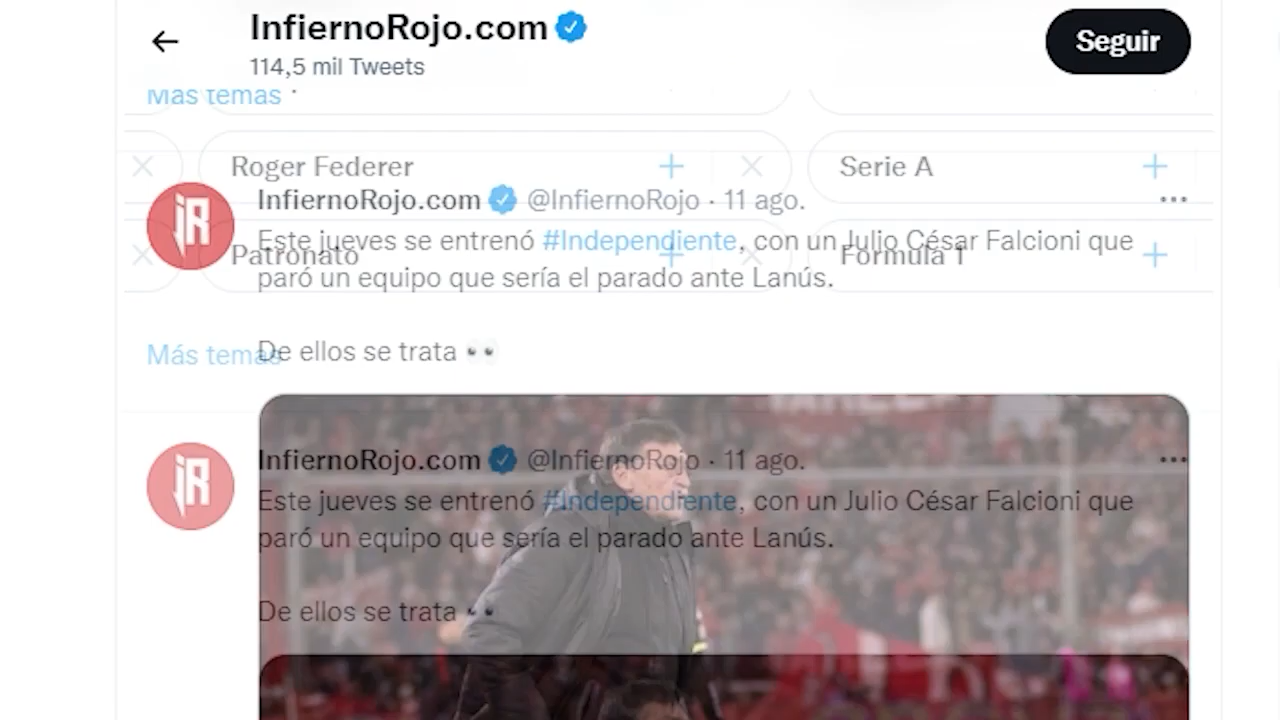 InfiernoRojo.com
114,5 mil Tweets
Seguir
Más temas
Roger Federer
Serie A
InfiernoRojo.com @InfiernoRojo · 11 ago.
Este jueves se entrenó #Independiente, con un Julio César Falcioni que
Patronato
Fórmula 1
paró un equipo que sería el parado ante Lanús.
De ellos se trata 👀
Más temas
InfiernoRojo.com @InfiernoRojo · 11 ago.
Este jueves se entrenó #Independiente, con un Julio César Falcioni que
paró un equipo que sería el parado ante Lanús.
De ellos se trata 👀